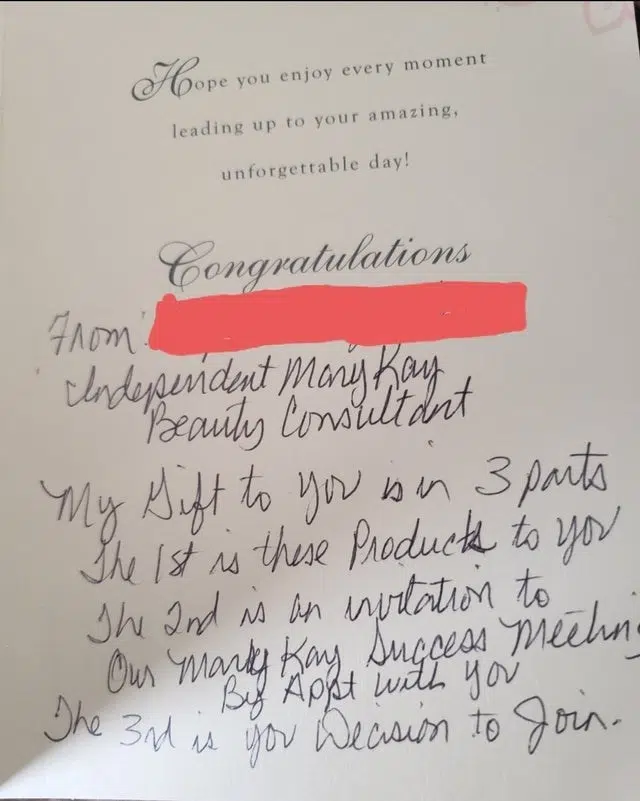 Hope you enjoy every moment
leading up to your amazing,
unforgettable day!
Congratulations
From:
Independent Mary Kay
Beauty Consultant
My Gift to you is in 3 parts
The 1st is these Products to you
The 2nd is an invitation to
Our Mary Kay Success Meeting
By Appt with you
The 3rd is you Decision to Join.